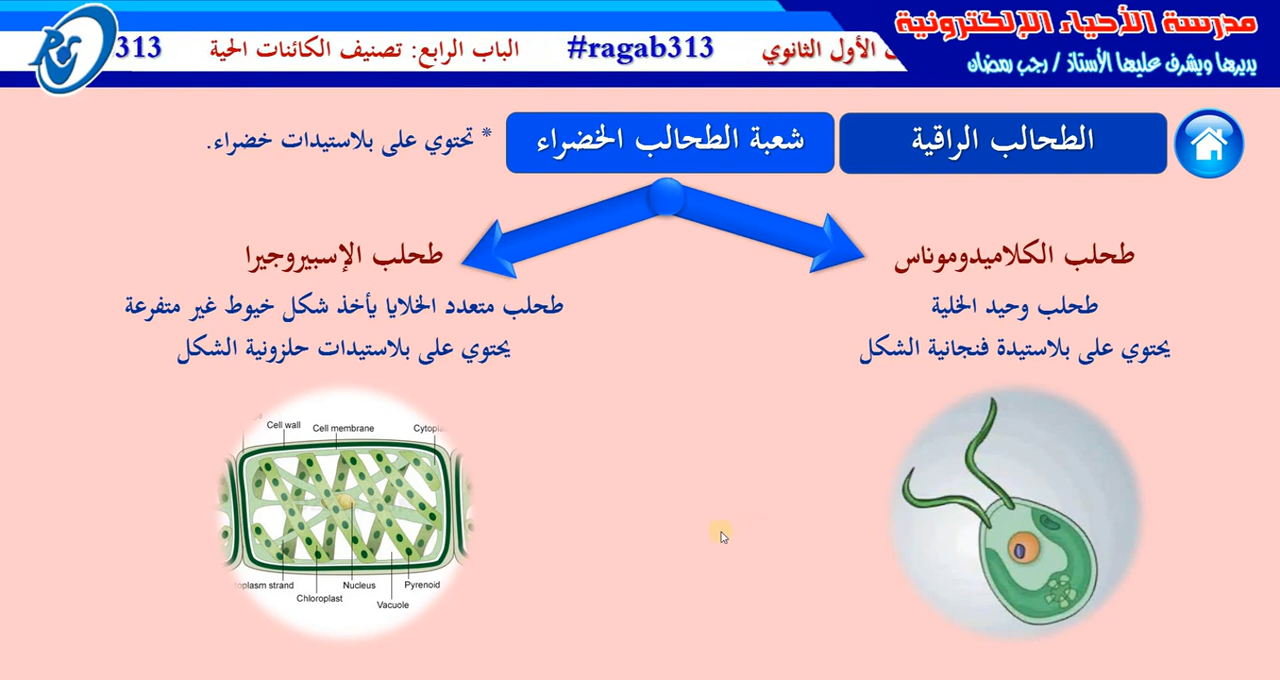 مدرسة الأحياء الإلكترونية
يديرها ويشرف عليها الأستاذ / رجب رمضان
الأول الثانوي #ragab313 الباب الرابع: تصنيف الكائنات الحية 313
الطحالب الراقية
شعبة الطحالب الخضراء
* تحتوي على بلاستيدات خضراء.
طحلب الكلاميدوموناس
طحلب وحيد الخلية
يحتوي على بلاستيدة فنجانية الشكل
طحلب الإسبيروجيرا
طحلب متعدد الخلايا يأخذ شكل خيوط غير متفرعة
يحتوي على بلاستيدات حلزونية الشكل
Cell wall
Cell membrane
Cytopla
toplasm strand
Chloroplast
Nucleus
Vacuole
Pyrenoid